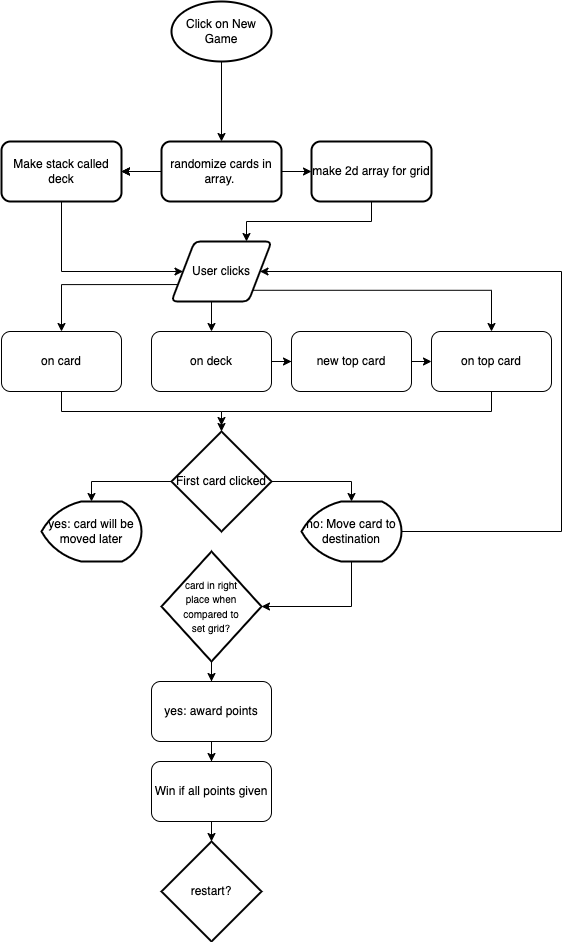 Click on New
Game
Make stack called
deck
randomize cards in
array.
make 2d array for grid
User clicks
on card
on deck
new top card
on top card
First card clicked
yes: card will be
moved later
no: Move card to
destination
card in right
place when
compared to
set grid?
yes: award points
Win if all points given
restart?